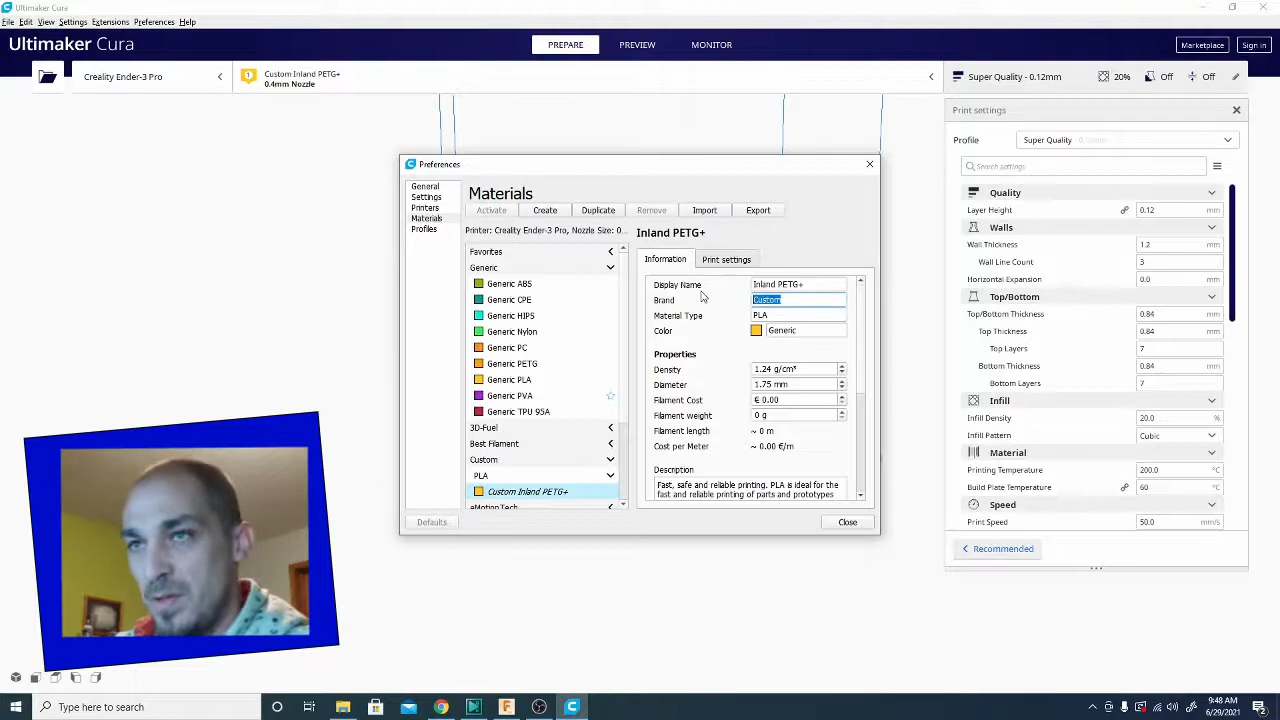 Ultimaker Cura
File Edit View Settings Extensions Preferences Help
Ultimaker Cura
PREPARE PREVIEW MONITOR
Marketplace Sign in
Creality Ender-3 Pro
1 Custom Inland PETG+
0.4mm Nozzle
Super Quality - 0.12mm 20% Off Off
Print settings
Profile Super Quality
Search settings
Quality
Layer Height 0.12 mm
Walls
Wall Thickness 1.2 mm
Wall Line Count 3
Horizontal Expansion 0.0 mm
Top/Bottom
Top/Bottom Thickness 0.84 mm
Top Thickness 0.84 mm
Top Layers 7
Bottom Thickness 0.84 mm
Bottom Layers 7
Infill
Infill Density 20.0 %
Infill Pattern Cubic
Material
Printing Temperature 200.0 °C
Build Plate Temperature 60 °C
Speed
Print Speed 50.0 mm/s
Recommended
Preferences
General
Settings
Printers
Materials
Profiles
Materials
Activate Create Duplicate Remove Import Export
Printer: Creality Ender-3 Pro, Nozzle Size: 0...
Favorites
Generic
Generic ABS
Generic CPE
Generic HIPS
Generic Nylon
Generic PC
Generic PETG
Generic PLA
Generic PVA
Generic TPU 95A
3D-Fuel
Best Filament
Custom
PLA
Custom Inland PETG+
eMotionTech
Inland PETG+
Information Print settings
Display Name Inland PETG+
Brand Custom
Material Type PLA
Color Generic
Properties
Density 1.24 g/cm³
Diameter 1.75 mm
Filament Cost € 0.00
Filament weight 0 g
Filament length ~ 0 m
Cost per Meter ~ 0.00 €/m
Description
Fast, safe and reliable printing. PLA is ideal for the
fast and reliable printing of parts and prototypes
Defaults Close
Type here to search
9:48 AM
6/29/2021
2